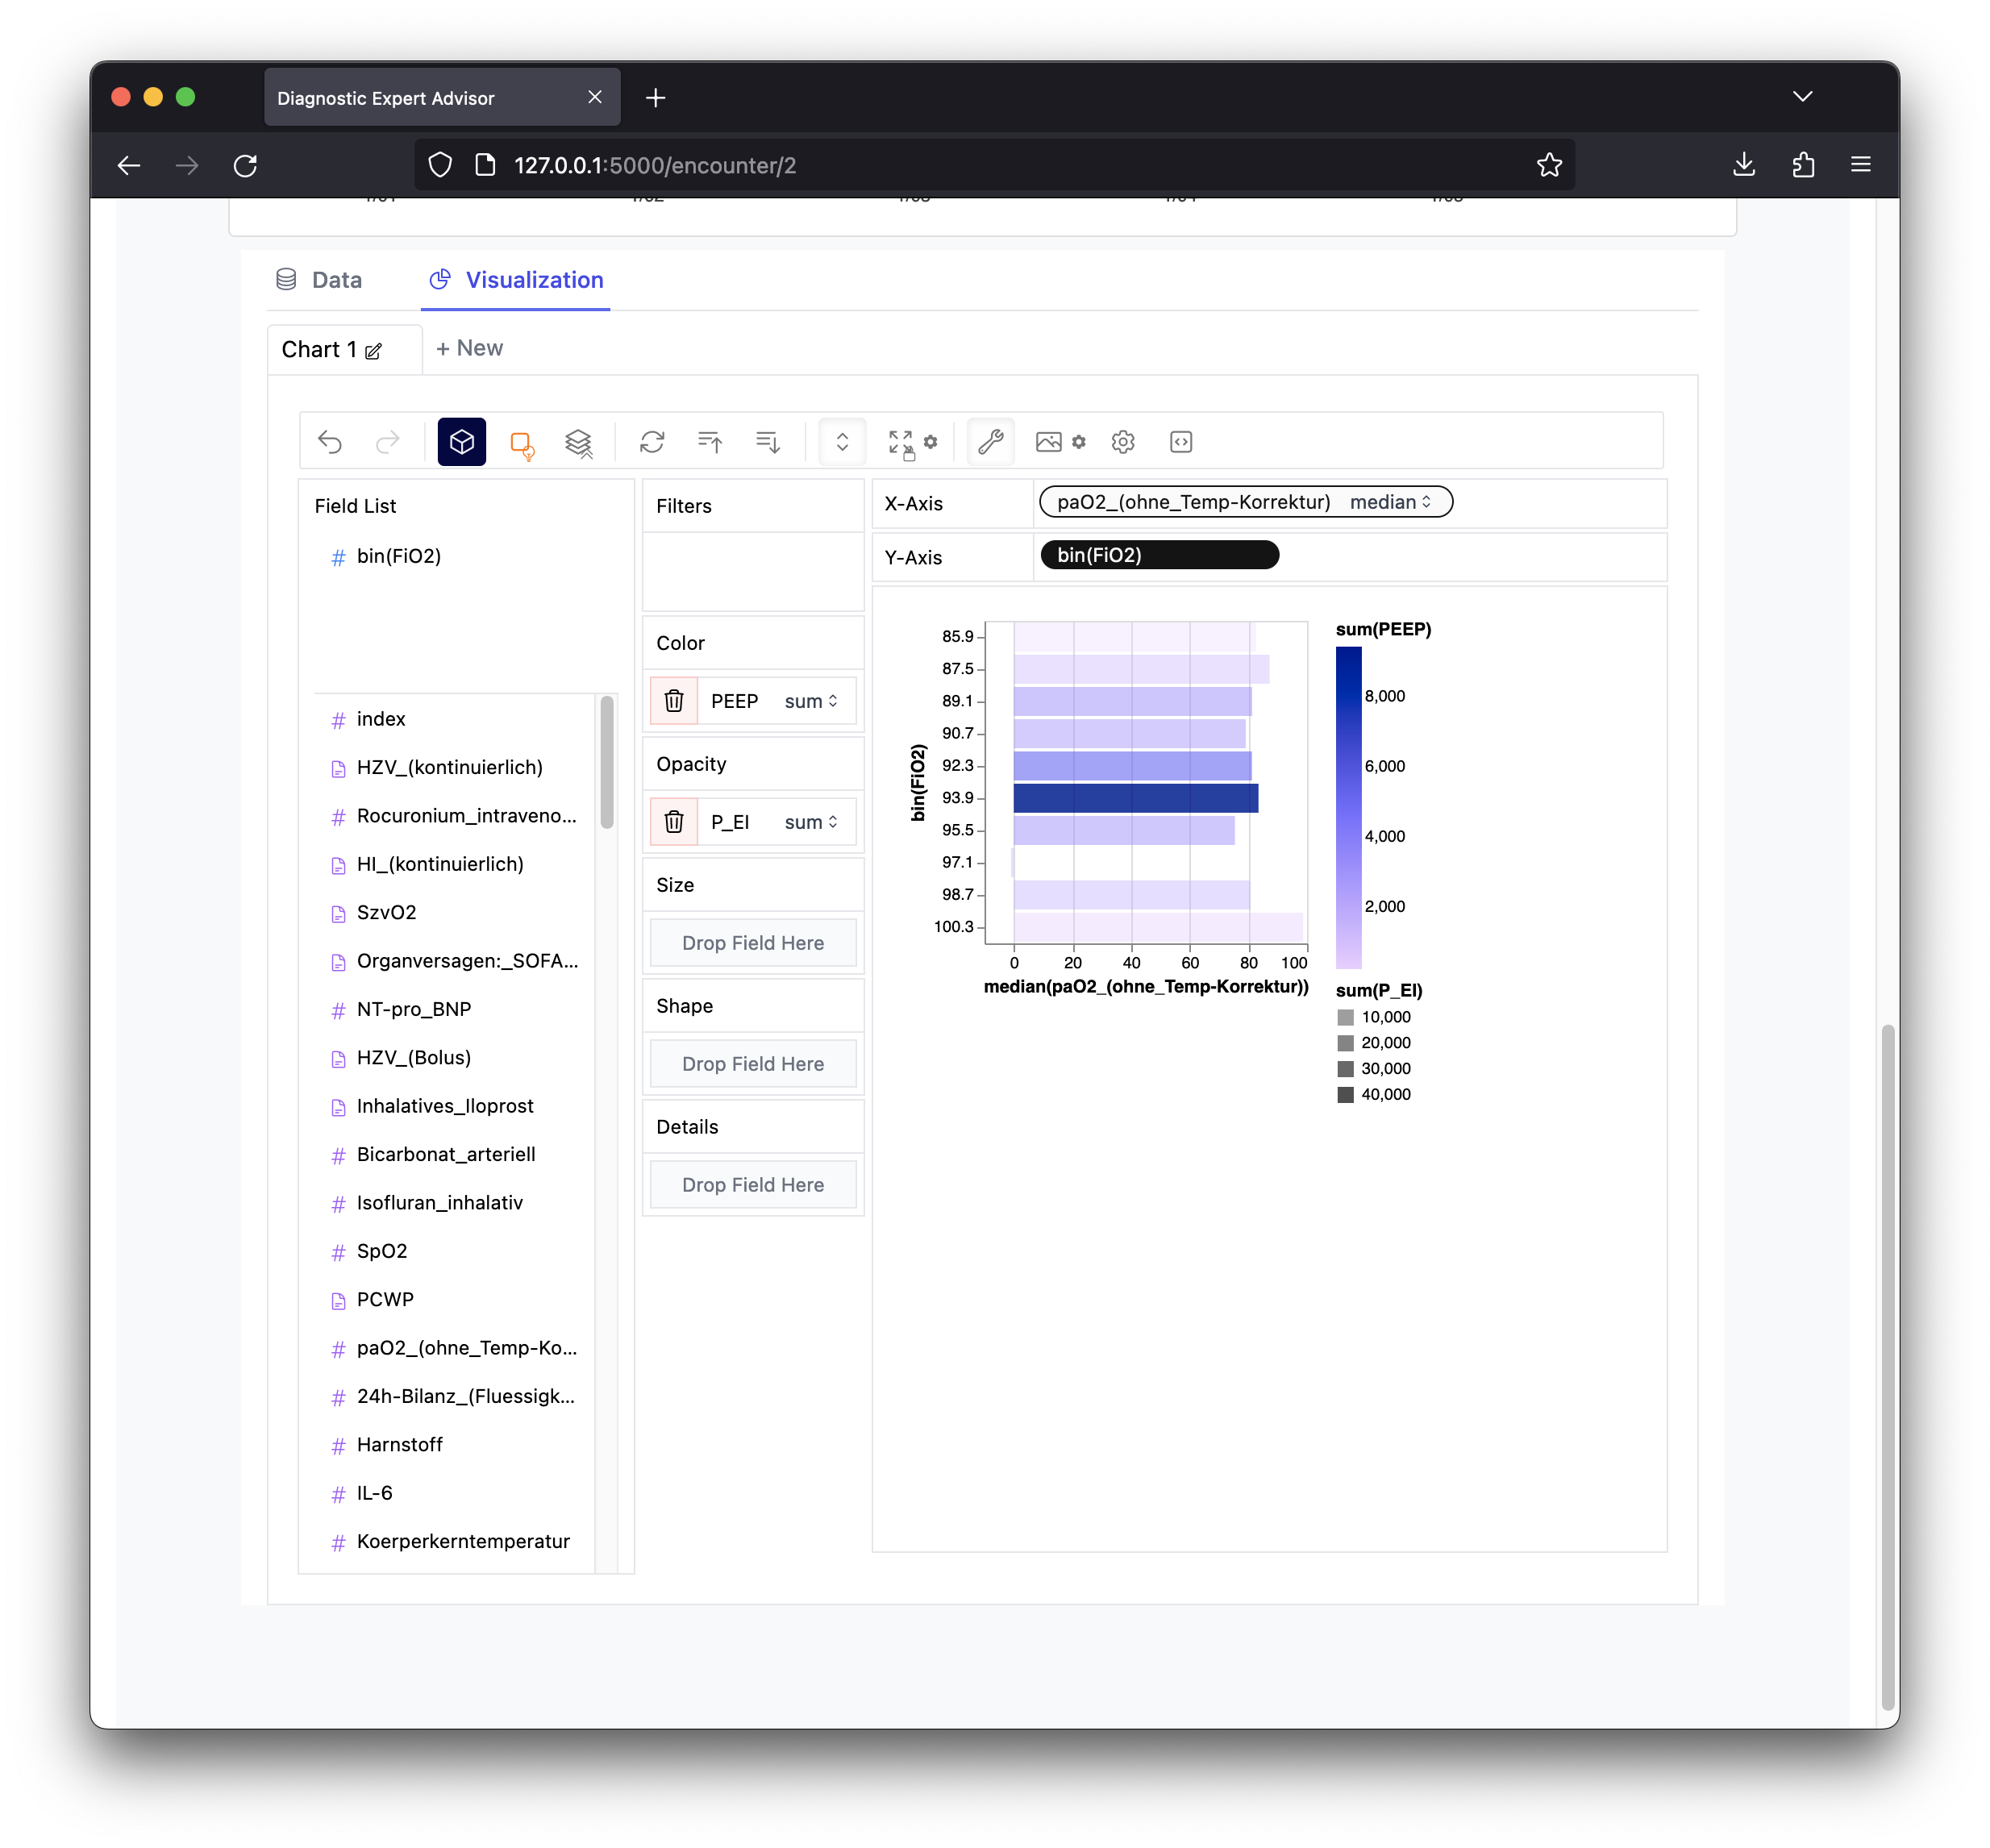 Diagnostic Expert Advisor
127.0.0.1:5000/encounter/2
Data
Visualization
Chart 1
+ New
Field List
bin(FiO2)
index
HZV_(kontinuierlich)
Rocuronium_intraveno...
HI_(kontinuierlich)
SzvO2
Organversagen:_SOFA...
NT-pro_BNP
HZV_(Bolus)
Inhalatives_Iloprost
Bicarbonat_arteriell
Isofluran_inhalativ
SpO2
PCWP
paO2_(ohne_Temp-Ko...
24h-Bilanz_(Fluessigk...
Harnstoff
IL-6
Koerperkerntemperatur
Filters
Color
PEEP sum
Opacity
P_EI sum
Size
Drop Field Here
Shape
Drop Field Here
Details
Drop Field Here
X-Axis
paO2_(ohne_Temp-Korrektur) median
Y-Axis
bin(FiO2)
bin(FiO2)
85.9
87.5
89.1
90.7
92.3
93.9
95.5
97.1
98.7
100.3
0 20 40 60 80 100
median(paO2_(ohne_Temp-Korrektur))
sum(PEEP)
8,000
6,000
4,000
2,000
sum(P_EI)
10,000
20,000
30,000
40,000